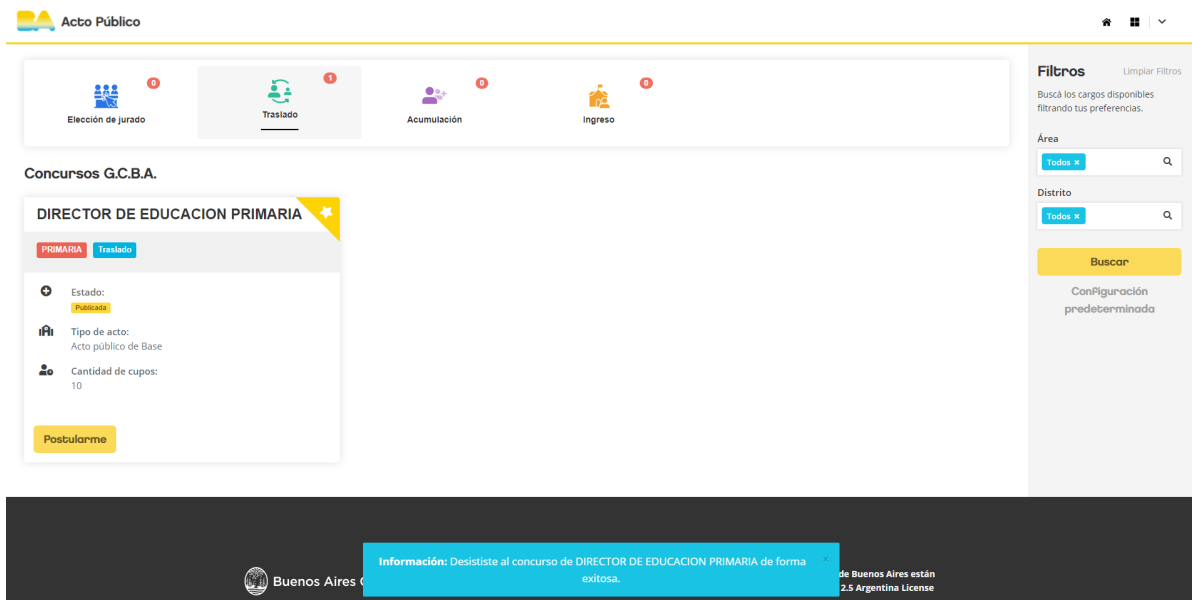 BA Acto Público
0
Elección de jurado
1
Traslado
0
Acumulación
0
Ingreso
Concursos G.C.B.A.
DIRECTOR DE EDUCACION PRIMARIA
PRIMARIA Traslado
Estado:
Publicada
Tipo de acto:
Acto público de Base
Cantidad de cupos:
10
Postularme
Filtros Limpiar Filtros
Buscá los cargos disponibles
filtrando tus preferencias.
Área
Todos ×
Distrito
Todos ×
Buscar
Configuración
predeterminada
Buenos Aires
Información: Desististe al concurso de DIRECTOR DE EDUCACION PRIMARIA de forma
exitosa.
×
de Buenos Aires están
2.5 Argentina License